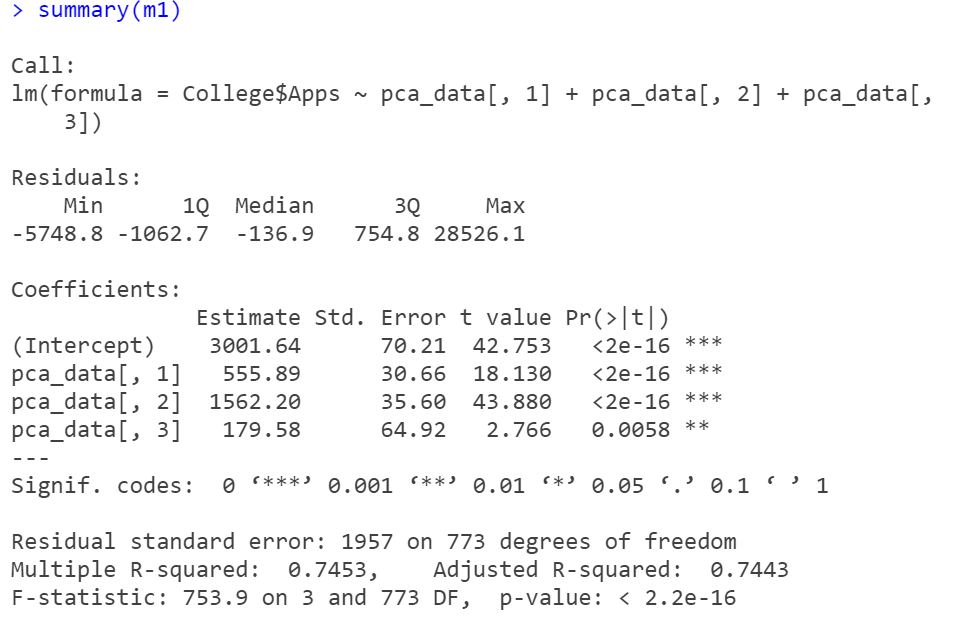 > summary(m1)
Call:
lm(formula = College$Apps ~ pca_data[, 1] + pca_data[, 2] + pca_data[,
    3])
Residuals:
    Min      1Q  Median      3Q     Max
-5748.8 -1062.7  -136.9   754.8 28526.1
Coefficients:
              Estimate Std. Error t value Pr(>|t|)
(Intercept)    3001.64      70.21  42.753   <2e-16 ***
pca_data[, 1]   555.89      30.66  18.130   <2e-16 ***
pca_data[, 2]  1562.20      35.60  43.880   <2e-16 ***
pca_data[, 3]   179.58      64.92   2.766   0.0058 **
---
Signif. codes:  0 ‘***’ 0.001 ‘**’ 0.01 ‘*’ 0.05 ‘.’ 0.1 ‘ ’ 1
Residual standard error: 1957 on 773 degrees of freedom
Multiple R-squared:  0.7453,    Adjusted R-squared:  0.7443
F-statistic: 753.9 on 3 and 773 DF,  p-value: < 2.2e-16